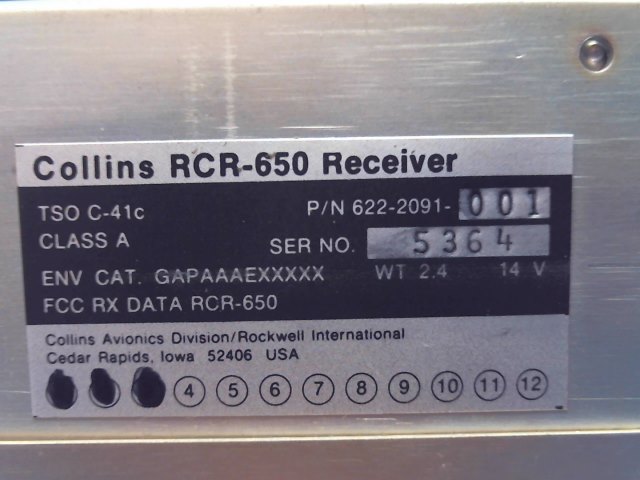 Collins RCR-650 Receiver
TSO C-41c P/N 622-2091-001
CLASS A SER NO. 5364
ENV CAT. GAPAAAEXXXXX WT 2.4 14 V
FCC RX DATA RCR-650
Collins Avionics Division/Rockwell International
Cedar Rapids, Iowa 52406 USA
4 5 6 7 8 9 10 11 12